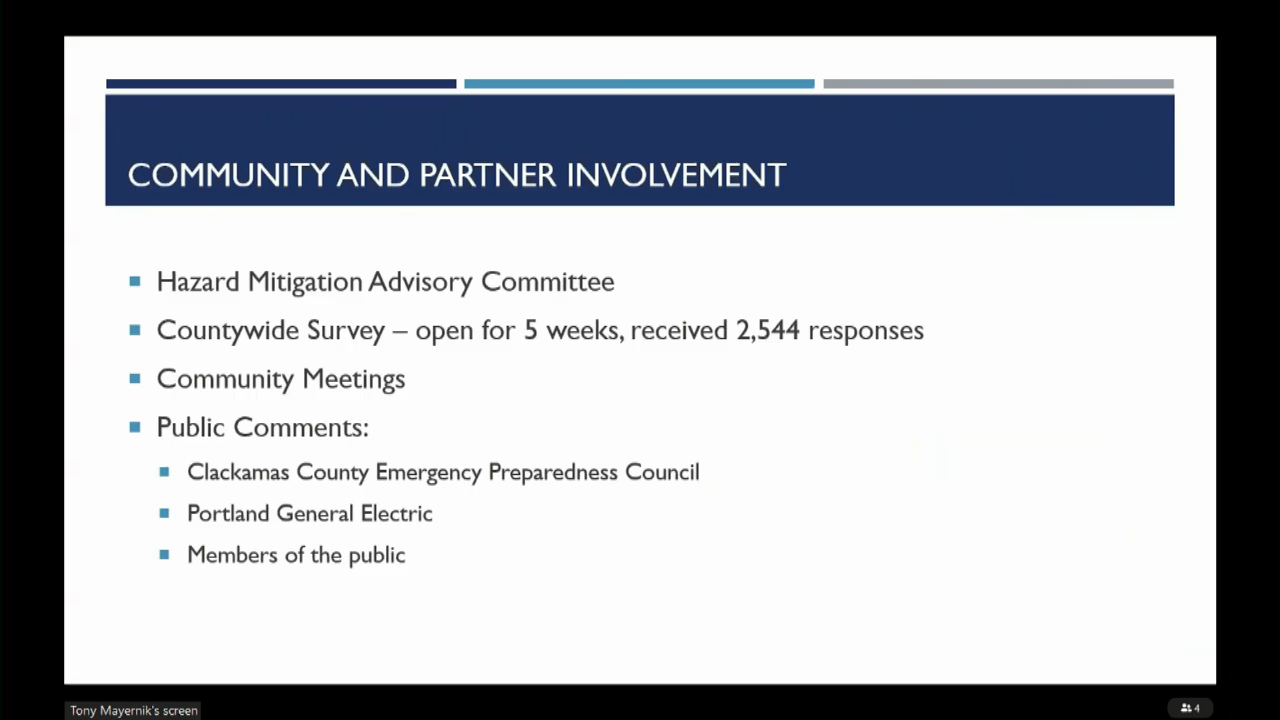 COMMUNITY AND PARTNER INVOLVEMENT
Hazard Mitigation Advisory Committee
Countywide Survey – open for 5 weeks, received 2,544 responses
Community Meetings
Public Comments:
Clackamas County Emergency Preparedness Council
Portland General Electric
Members of the public
Tony Mayernik's screen
4